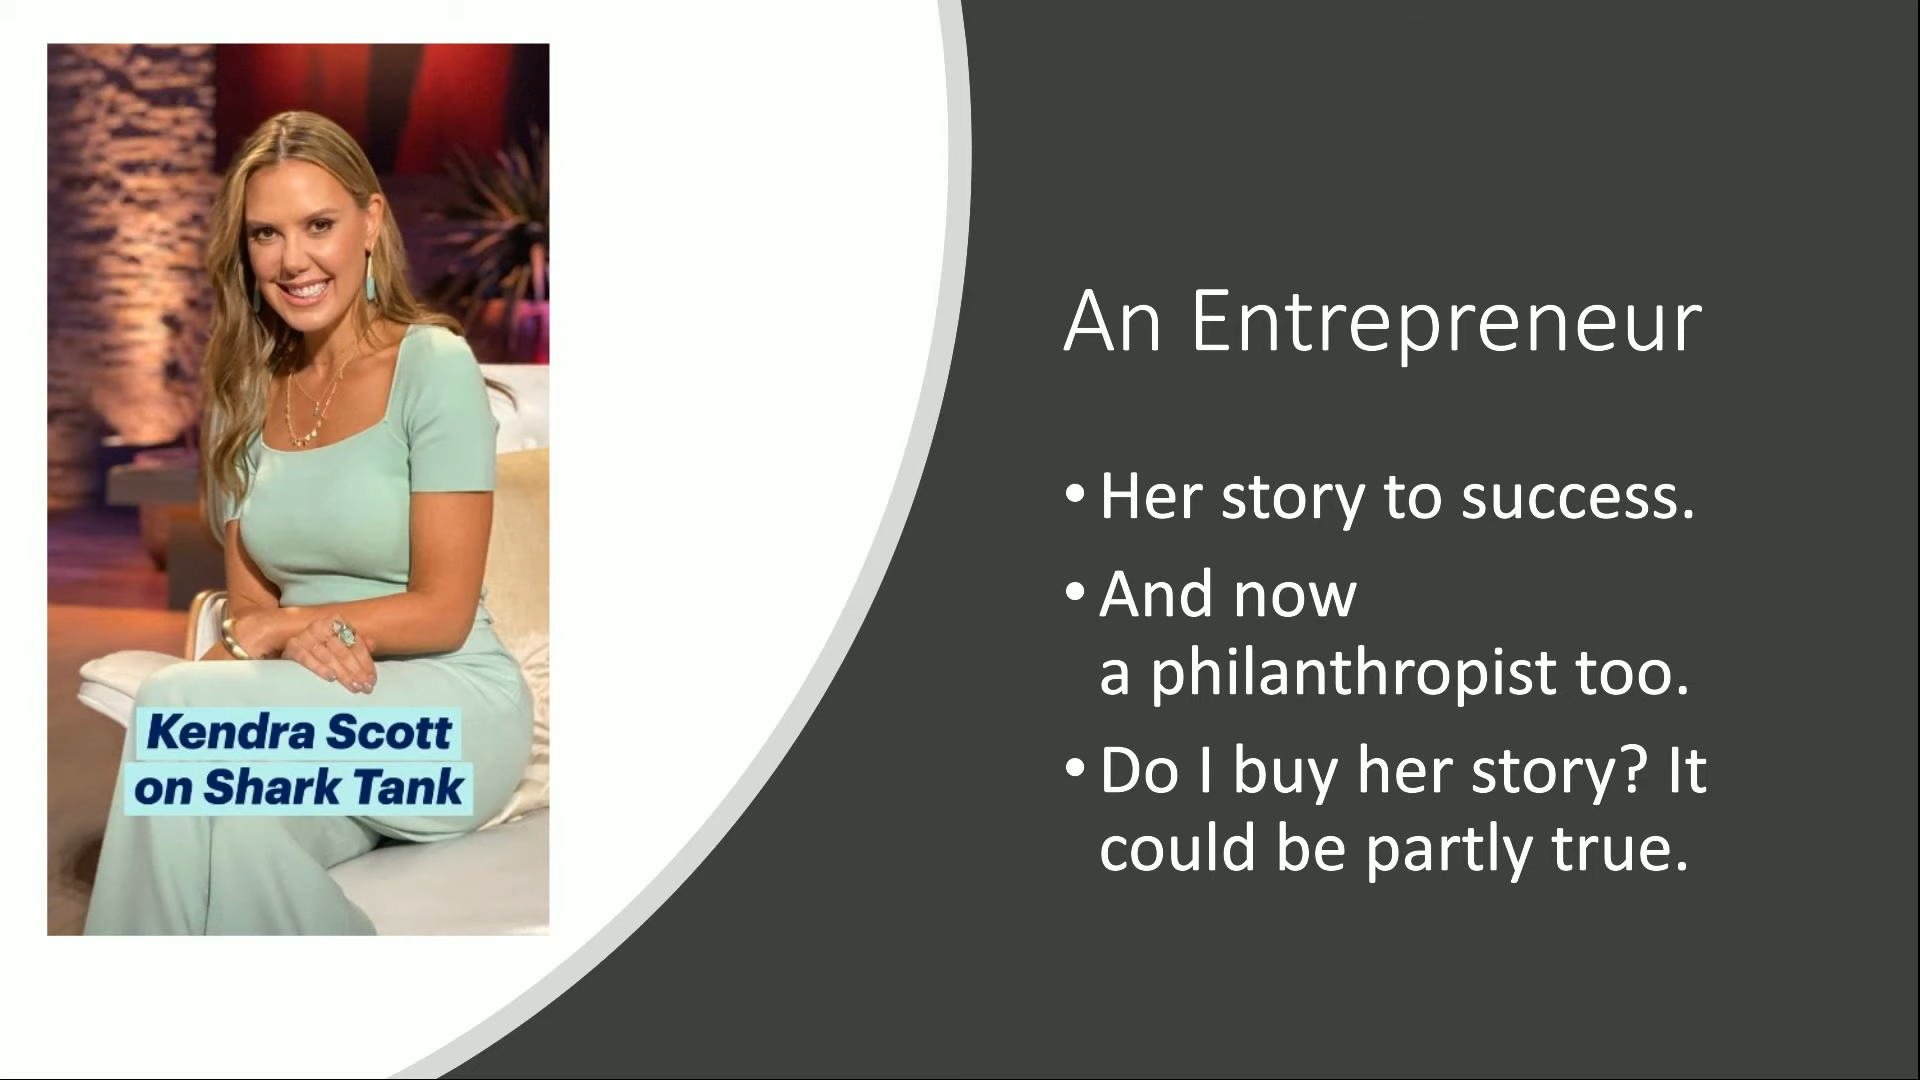 Kendra Scott
on Shark Tank
An Entrepreneur
• Her story to success.
• And now
a philanthropist too.
• Do I buy her story? It
could be partly true.